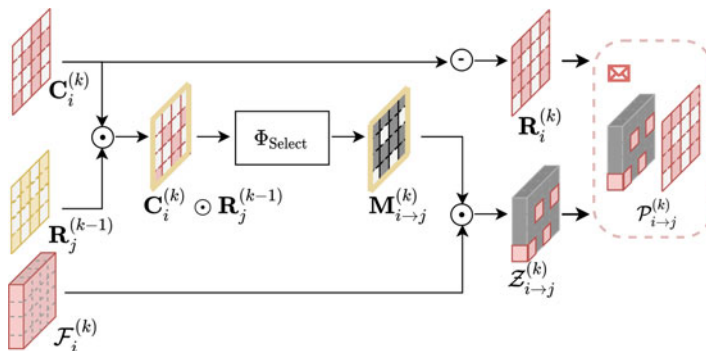 C_i^{(k)}
-
R_i^{(k)}
⊙
Φ_Select
C_i^{(k)} ⊙ R_j^{(k-1)}
M_{i→j}^{(k)}
R_j^{(k-1)}
⊙
Z_{i→j}^{(k)}
P_{i→j}^{(k)}
F_i^{(k)}